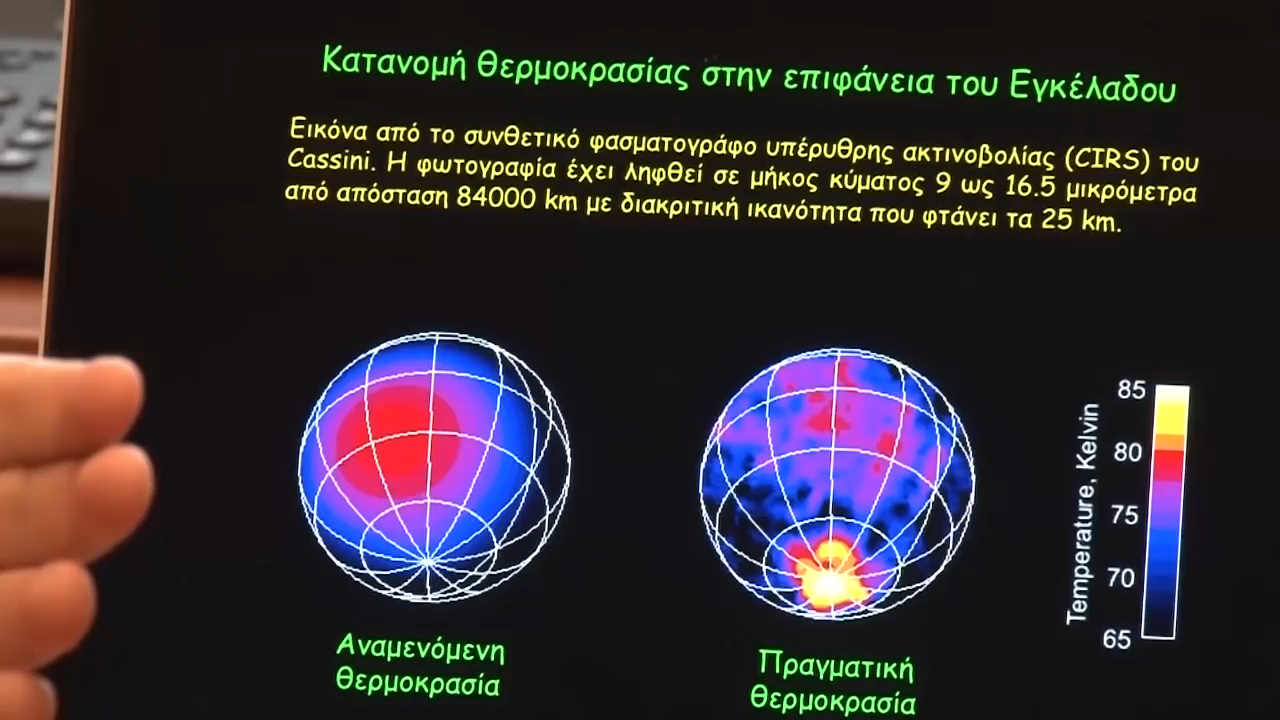 Κατανομή θερμοκρασίας στην επιφάνεια του Εγκέλαδου
Εικόνα από το συνθετικό φασματογράφο υπέρυθρης ακτινοβολίας (CIRS) του
Cassini. Η φωτογραφία έχει ληφθεί σε μήκος κύματος 9 ως 16.5 μικρόμετρα
από απόσταση 84000 km με διακριτική ικανότητα που φτάνει τα 25 km.
85
80
75
70
65
Temperature, Kelvin
Αναμενόμενη
θερμοκρασία
Πραγματική
θερμοκρασία